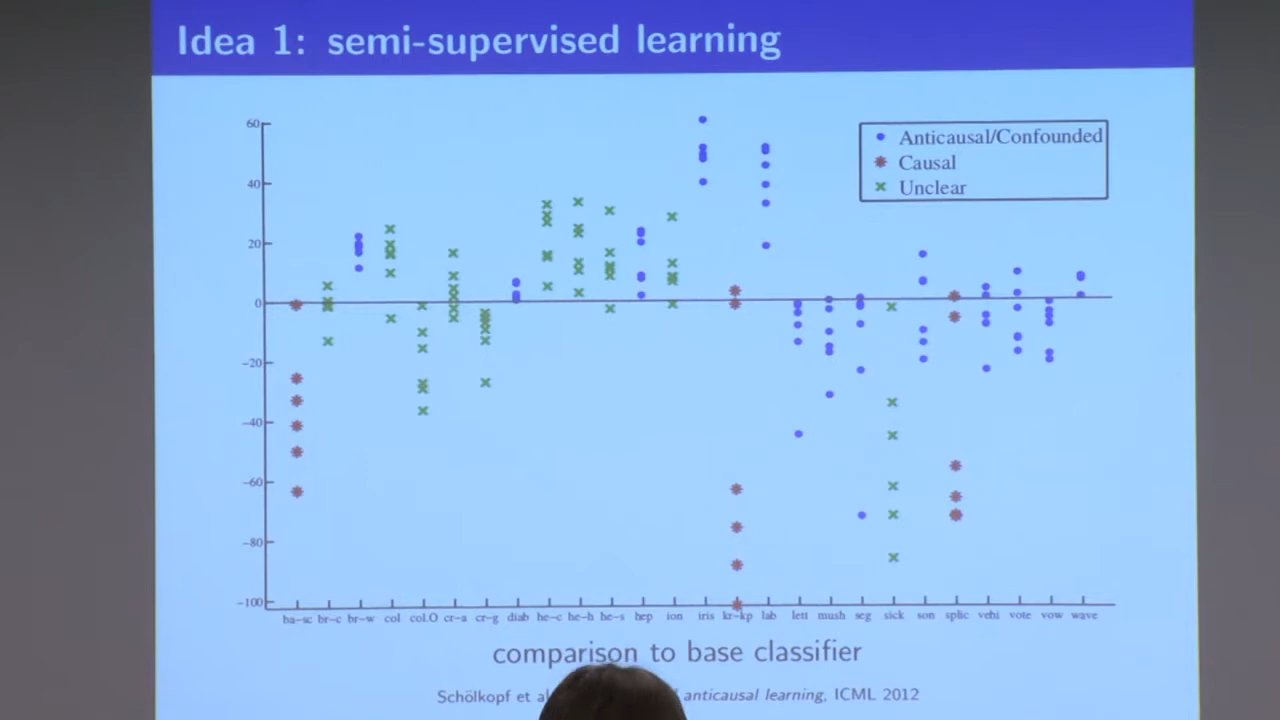 Idea 1: semi-supervised learning
60
40
20
0
−20
−40
−60
−80
−100
Anticausal/Confounded
Causal
Unclear
ba−sc br−c br−w col col.O cr−a cr−g diab he−c he−h he−s hep ion iris kr−kp lab lett mush seg sick son splic vehi vote vow wave
comparison to base classifier
Schölkopf et al anticausal learning, ICML 2012